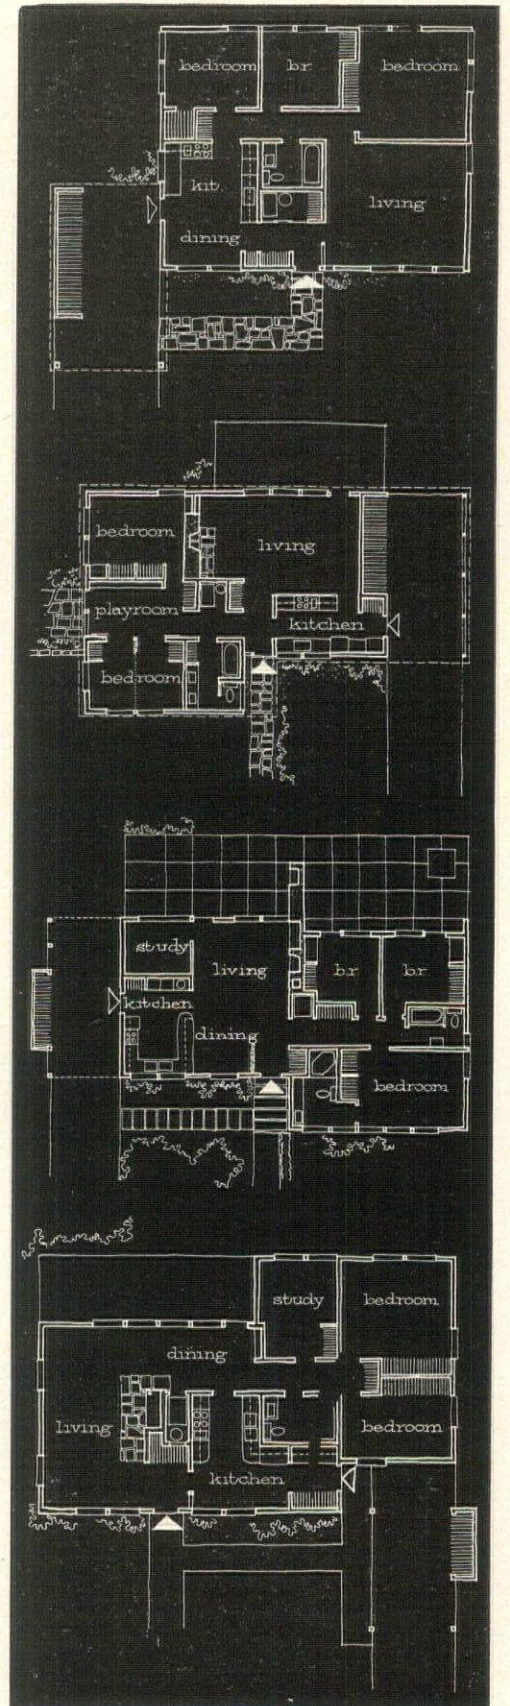 bedroom br. bedroom
kit.
living
dining
bedroom
living
playroom
kitchen
bedroom
study
living
br br
kitchen
dining
bedroom
study bedroom
dining
living
bedroom
kitchen